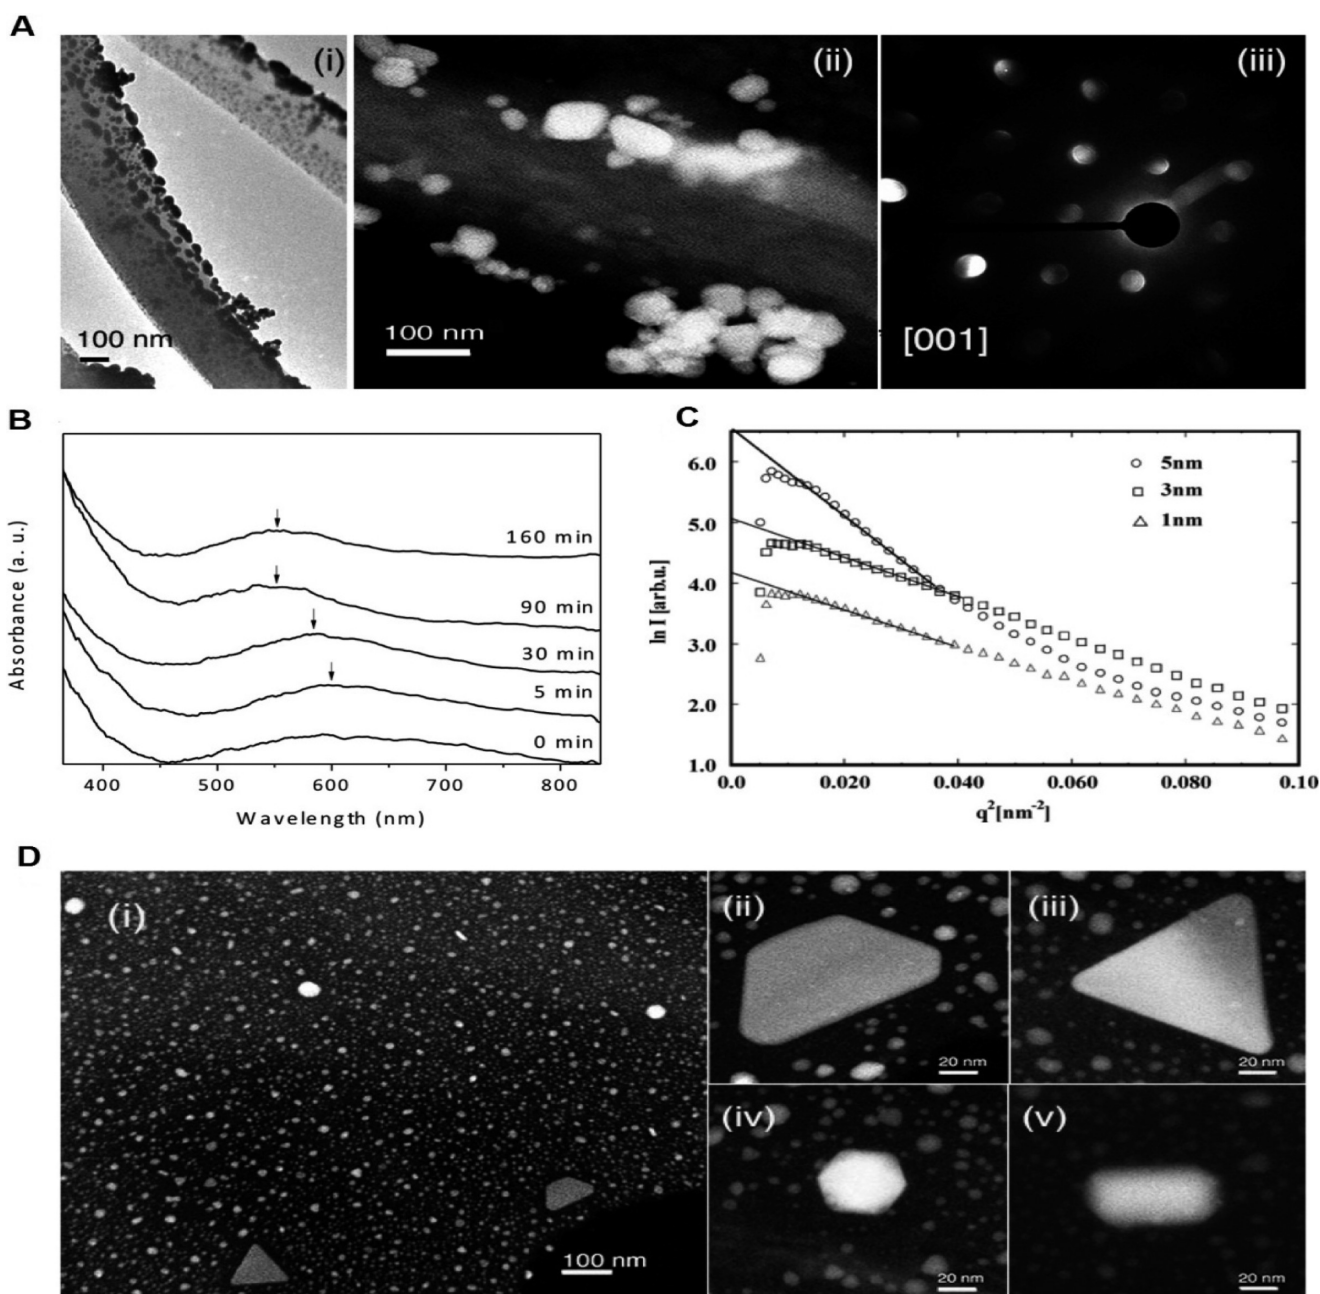 A
(i)
100 nm
(ii)
100 nm
(iii)
[001]
B
Absorbance (a. u.)
160 min
90 min
30 min
5 min
0 min
400 500 600 700 800
Wavelength (nm)
C
ln I [arb.u.]
6.0
5.0
4.0
3.0
2.0
1.0
5nm
3nm
1nm
0.0 0.020 0.040 0.060 0.080 0.10
q²[nm⁻²]
D
(i)
100 nm
(ii)
20 nm
(iii)
20 nm
(iv)
20 nm
(v)
20 nm